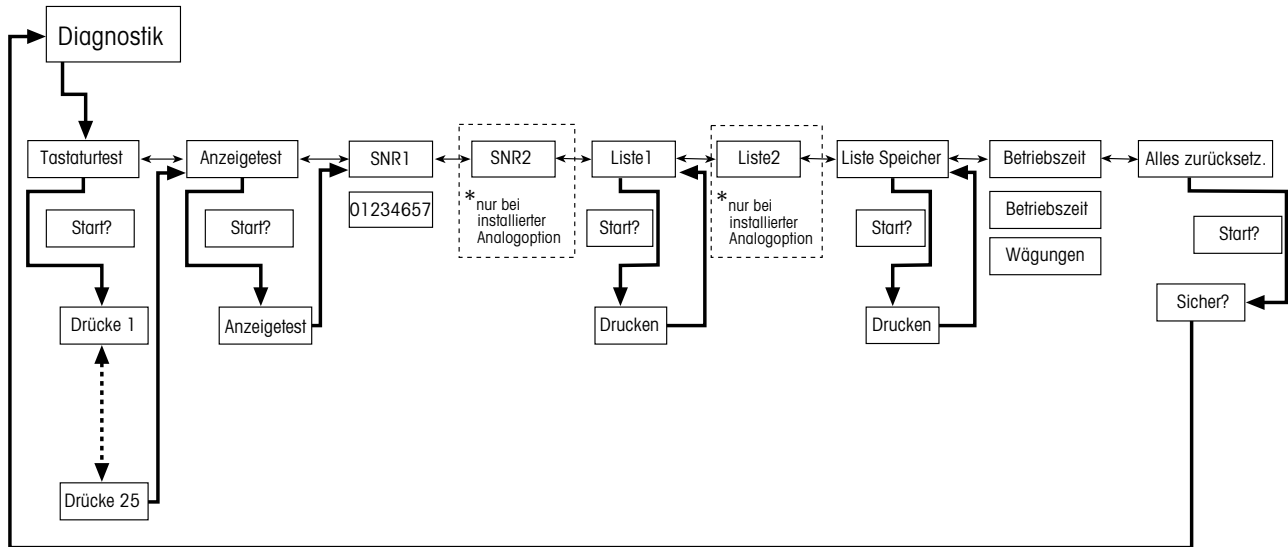 Diagnostik
Tastaturtest
Anzeigetest
SNR1
SNR2
Liste1
Liste2
Liste Speicher
Betriebszeit
Alles zurücksetz.
Start?
Start?
01234657
*nur bei
installierter
Analogoption
Start?
*nur bei
installierter
Analogoption
Start?
Betriebszeit
Wägungen
Start?
Drücke 1
Anzeigetest
Drucken
Drucken
Sicher?
Drücke 25